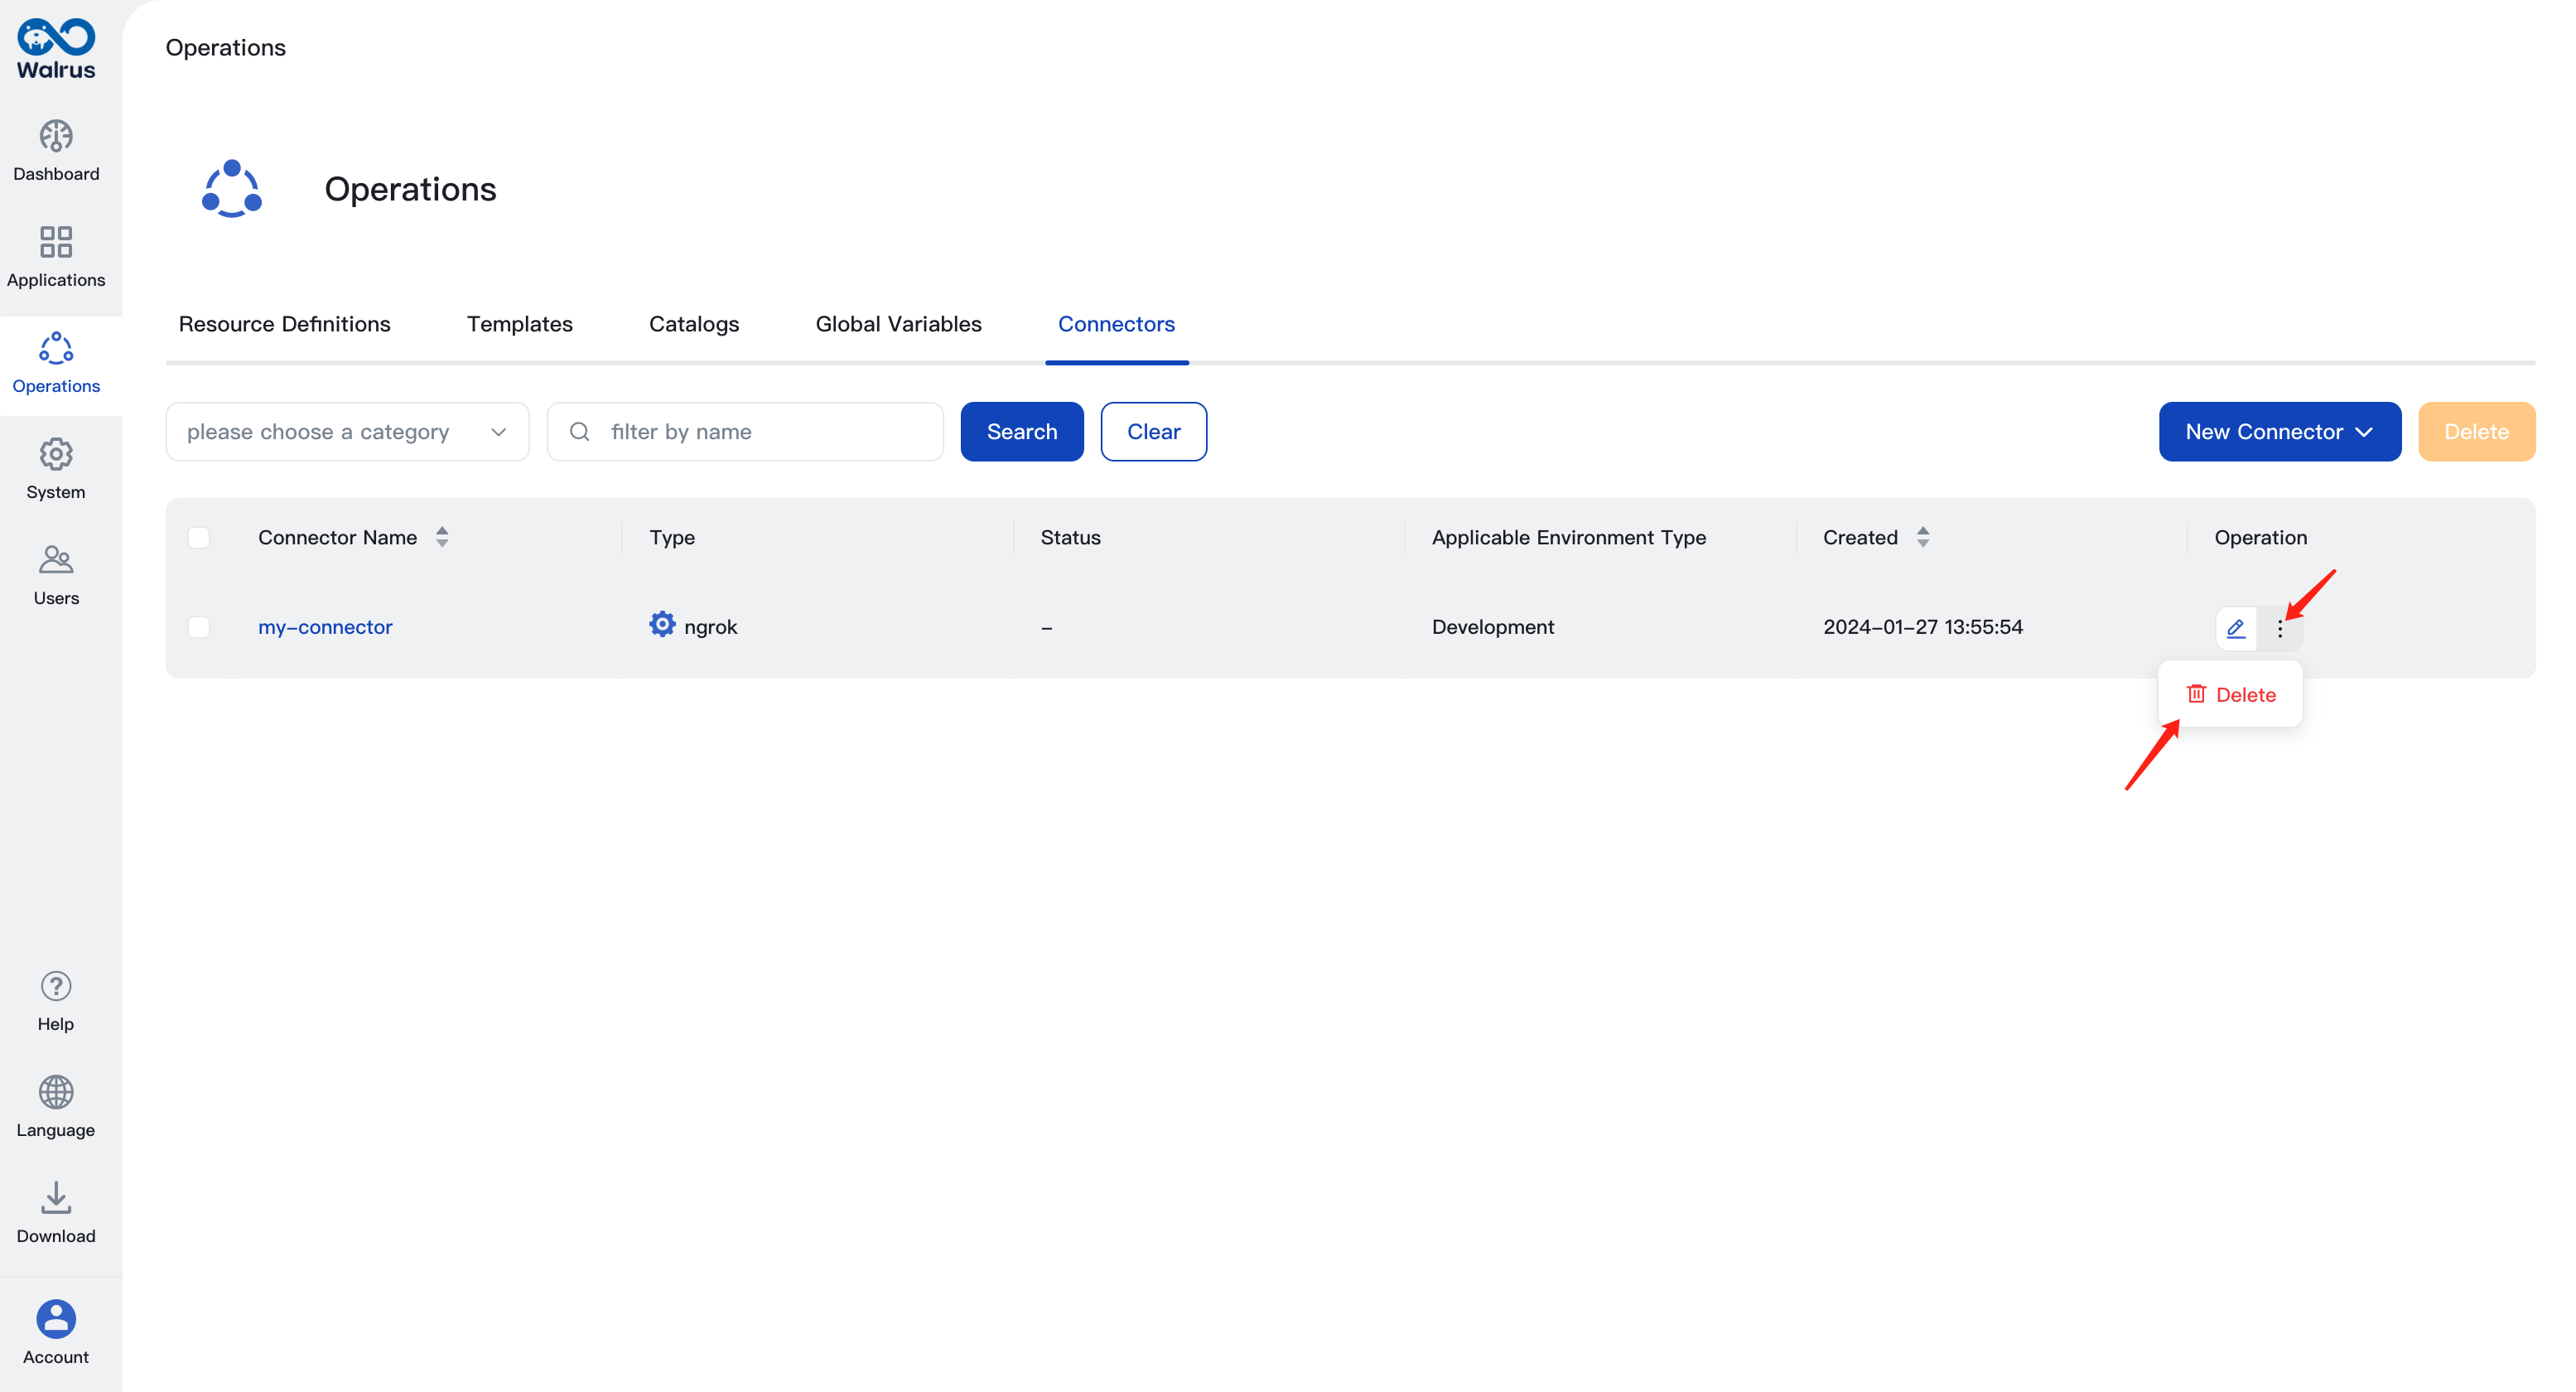 Walrus
Dashboard
Applications
Operations
System
Users
Help
Language
Download
Account
Operations
Operations
Resource Definitions Templates Catalogs Global Variables Connectors
please choose a category filter by name Search Clear New Connector Delete
Connector Name Type Status Applicable Environment Type Created Operation
my-connector ngrok - Development 2024-01-27 13:55:54
Delete